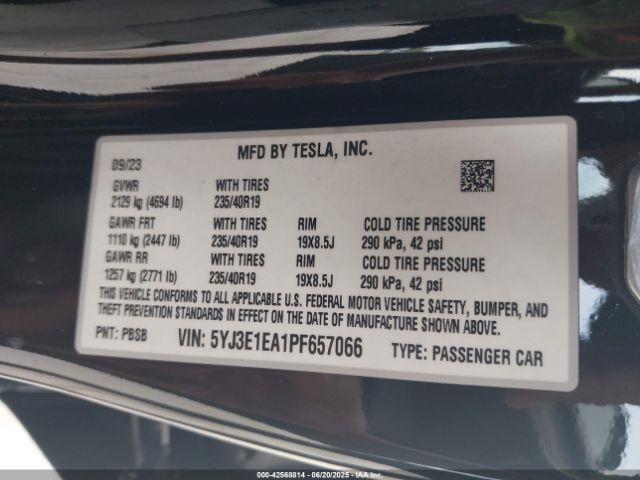 MFD BY TESLA, INC.
09/23
GVWR WITH TIRES
2129 kg (4694 lb) 235/40R19
GAWR FRT WITH TIRES RIM COLD TIRE PRESSURE
1110 kg (2447 lb) 235/40R19 19X8.5J 290 kPa, 42 psi
GAWR RR WITH TIRES RIM COLD TIRE PRESSURE
1257 kg (2771 lb) 235/40R19 19X8.5J 290 kPa, 42 psi
THIS VEHICLE CONFORMS TO ALL APPLICABLE U.S. FEDERAL MOTOR VEHICLE SAFETY, BUMPER, AND
THEFT PREVENTION STANDARDS IN EFFECT ON THE DATE OF MANUFACTURE SHOWN ABOVE.
PNT: PBSB VIN: 5YJ3E1EA1PF657066 TYPE: PASSENGER CAR
000-42568814 - 06/20/2025 - IAAI.COM